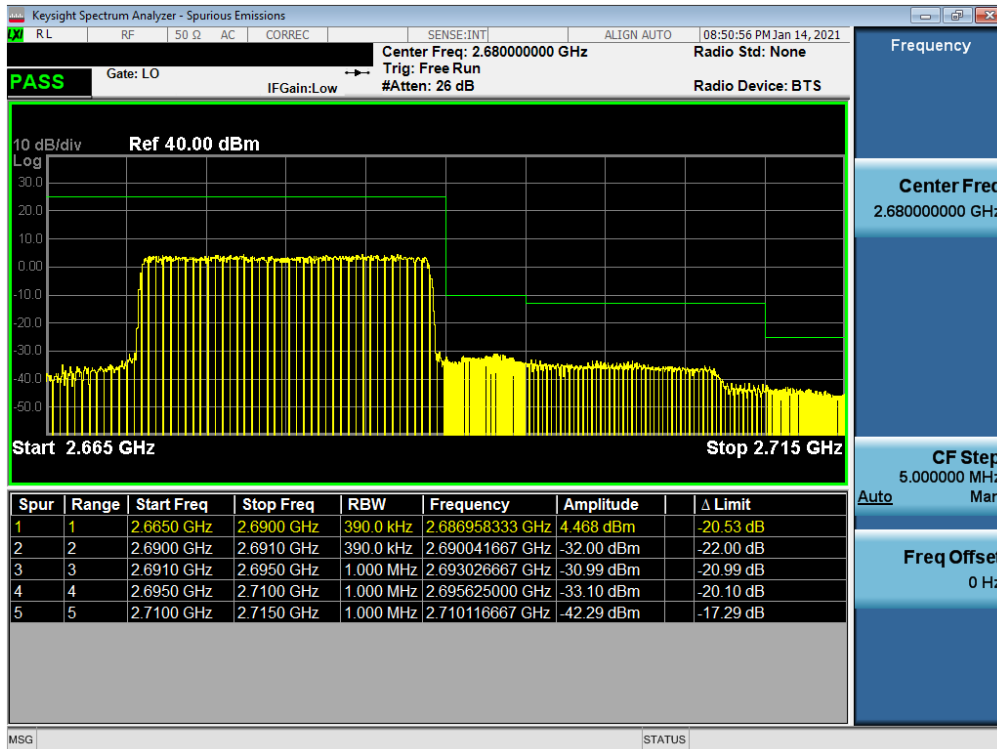 Keysight Spectrum Analyzer - Spurious Emissions
LXI RL RF 50 Ω AC CORREC SENSE:INT ALIGN AUTO 08:50:56 PM Jan 14, 2021
Center Freq: 2.680000000 GHz Radio Std: None
Trig: Free Run
PASS Gate: LO IFGain:Low #Atten: 26 dB Radio Device: BTS
10 dB/div Ref 40.00 dBm
Log
30.0
20.0
10.0
0.00
-10.0
-20.0
-30.0
-40.0
-50.0
Start 2.665 GHz Stop 2.715 GHz
Spur Range Start Freq Stop Freq RBW Frequency Amplitude Δ Limit
1 1 2.6650 GHz 2.6900 GHz 390.0 kHz 2.686958333 GHz 4.468 dBm -20.53 dB
2 2 2.6900 GHz 2.6910 GHz 390.0 kHz 2.690041667 GHz -32.00 dBm -22.00 dB
3 3 2.6910 GHz 2.6950 GHz 1.000 MHz 2.693026667 GHz -30.99 dBm -20.99 dB
4 4 2.6950 GHz 2.7100 GHz 1.000 MHz 2.695625000 GHz -33.10 dBm -20.10 dB
5 5 2.7100 GHz 2.7150 GHz 1.000 MHz 2.710116667 GHz -42.29 dBm -17.29 dB
MSG STATUS
Frequency
Center Freq
2.680000000 GHz
CF Step
5.000000 MHz
Auto Man
Freq Offset
0 Hz